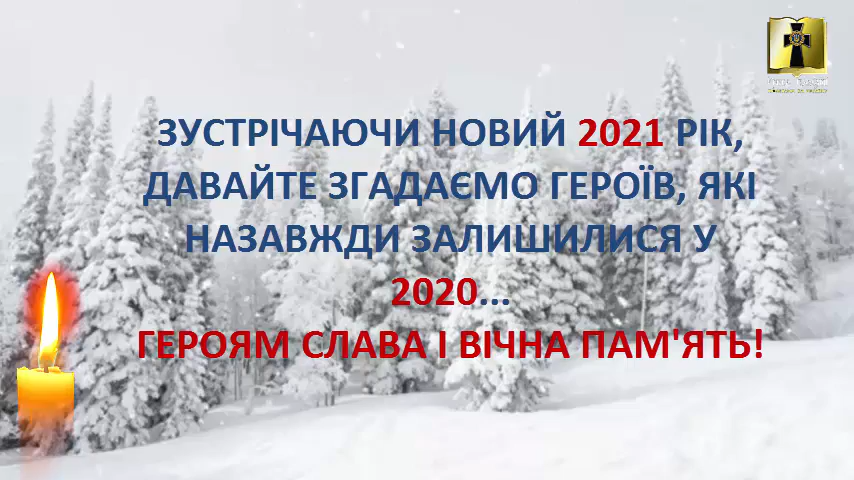 ЗУСТРІЧАЮЧИ НОВИЙ 2021 РІК,
ДАВАЙТЕ ЗГАДАЄМО ГЕРОЇВ, ЯКІ
НАЗАВЖДИ ЗАЛИШИЛИСЯ У
2020...
ГЕРОЯМ СЛАВА І ВІЧНА ПАМ'ЯТЬ!